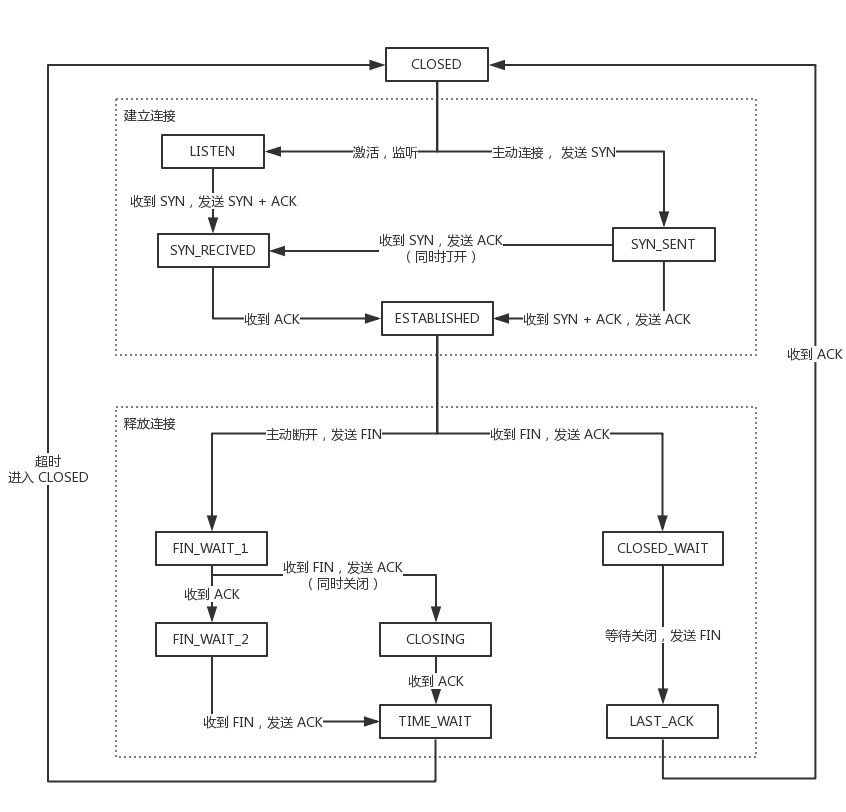 CLOSED
建立连接
LISTEN
激活，监听
主动连接， 发送 SYN
收到 SYN，发送 SYN + ACK
SYN_RECIVED
收到 SYN，发送 ACK
（同时打开）
SYN_SENT
收到 ACK
ESTABLISHED
收到 SYN + ACK，发送 ACK
收到 ACK
释放连接
主动断开，发送 FIN
收到 FIN，发送 ACK
超时
进入 CLOSED
FIN_WAIT_1
CLOSED_WAIT
收到 FIN，发送 ACK
（同时关闭）
收到 ACK
FIN_WAIT_2
CLOSING
等待关闭，发送 FIN
收到 ACK
收到 FIN，发送 ACK
TIME_WAIT
LAST_ACK